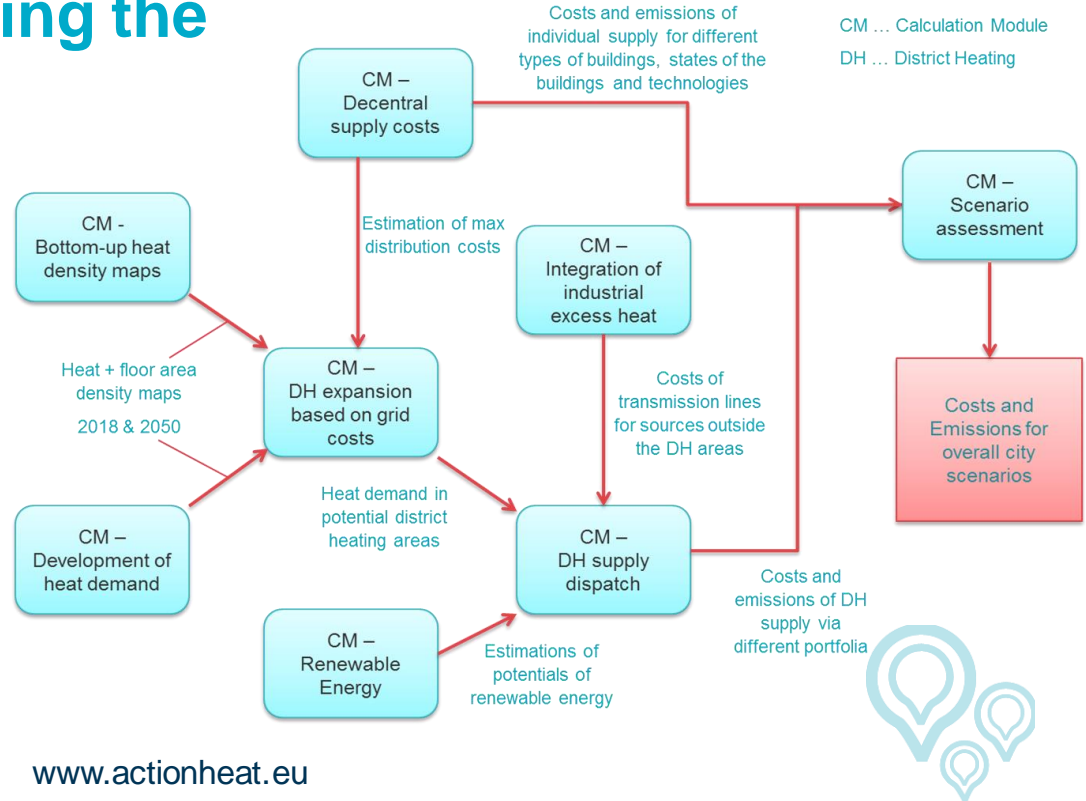 ing the
Costs and emissions of
individual supply for different
types of buildings, states of the
buildings and technologies
CM … Calculation Module
DH … District Heating
CM –
Decentral
supply costs
CM –
Scenario
assessment
CM -
Bottom-up heat
density maps
Estimation of max
distribution costs
CM –
Integration of
industrial
excess heat
Heat + floor area
density maps
2018 & 2050
CM –
DH expansion
based on grid
costs
Costs of
transmission lines
for sources outside
the DH areas
Costs and
Emissions for
overall city
scenarios
Heat demand in
potential district
heating areas
CM –
Development of
heat demand
CM –
DH supply
dispatch
Costs and
emissions of DH
supply via
different portfolia
CM –
Renewable
Energy
Estimations of
potentials of
renewable energy
www.actionheat.eu